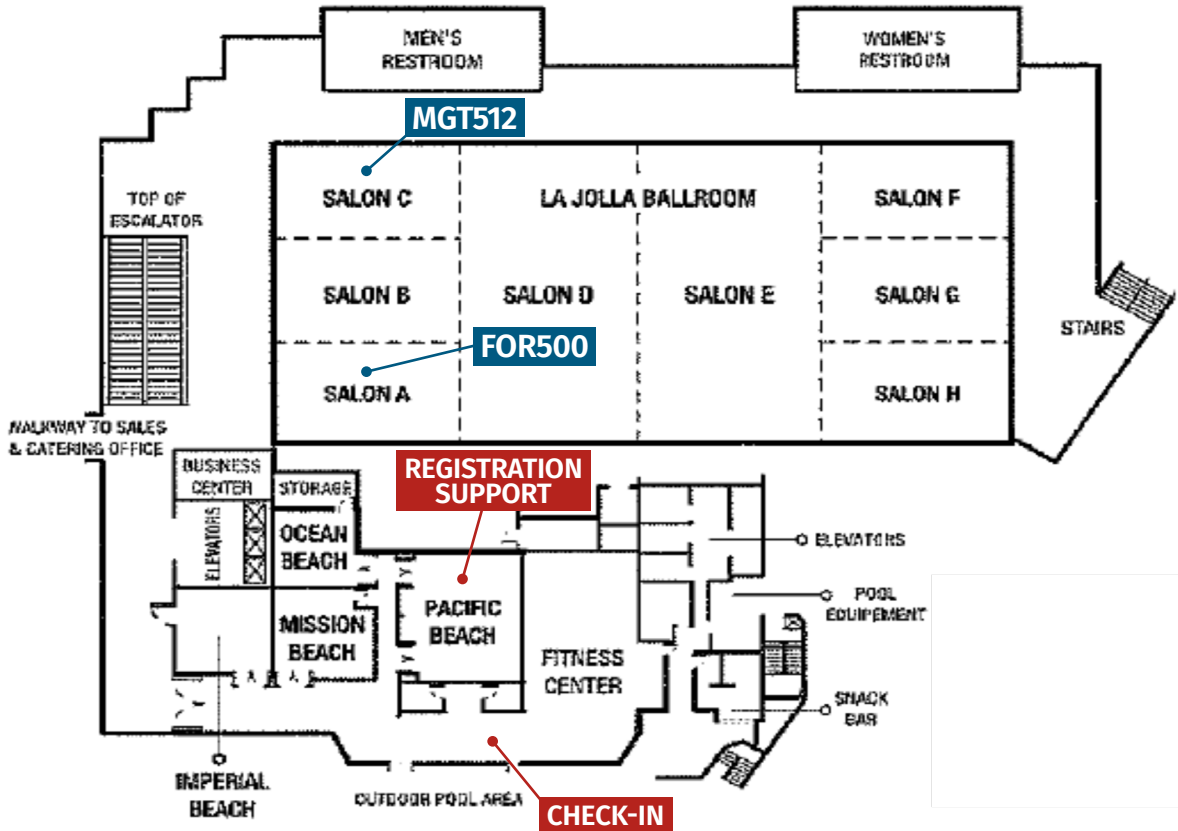 MEN'S
RESTROOM
WOMEN'S
RESTROOM
MGT512
TOP OF
ESCALATOR
SALON C
LA JOLLA BALLROOM
SALON F
SALON B
SALON D
SALON E
SALON G
STAIRS
FOR500
SALON A
SALON H
WALKWAY TO SALES
& CATERING OFFICE
BUSINESS
CENTER
STORAGE
REGISTRATION
SUPPORT
ELEVATORS
OCEAN
BEACH
ELEVATORS
PACIFIC
BEACH
POOL
EQUIPEMENT
MISSION
BEACH
FITNESS
CENTER
SNACK
BAR
IMPERIAL
BEACH
OUTDOOR POOL AREA
CHECK-IN